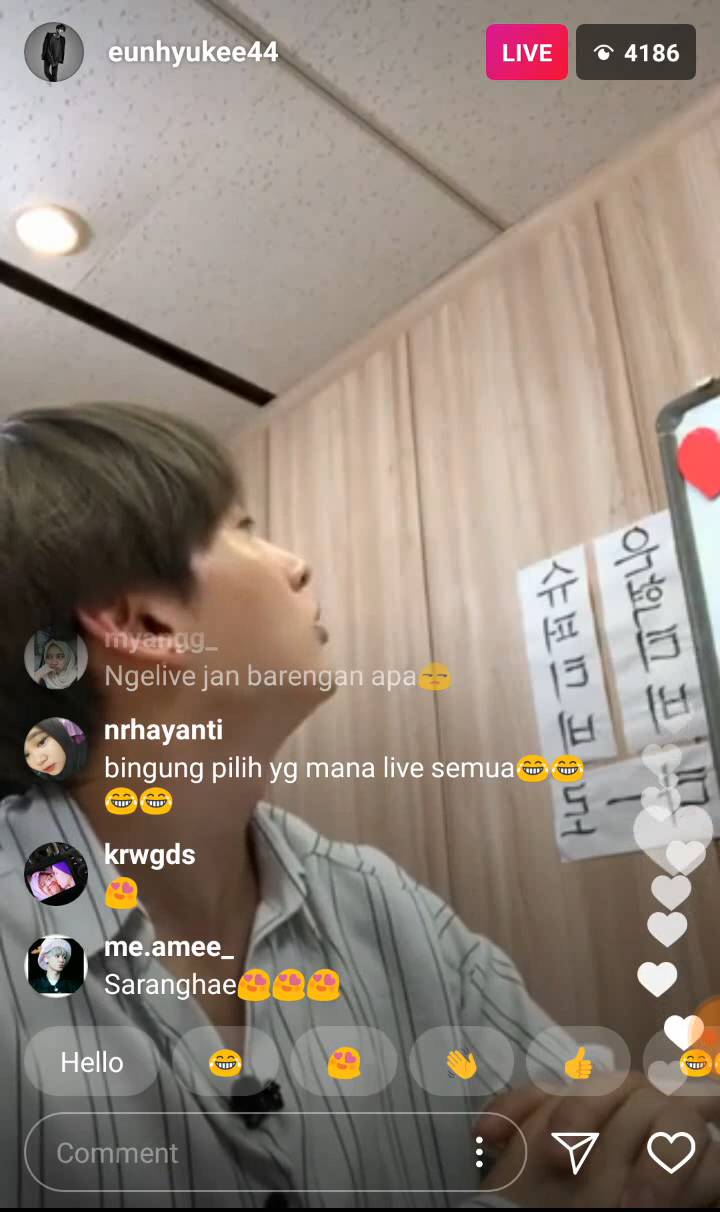 eunhyukee44
LIVE
4186
myangg_
Ngelive jan barengan apa😒
nrhayanti
bingung pilih yg mana live semua😂😂
😂😂
krwgds
😍
me.amee_
Saranghae😍😍😍
Hello 😂 😍 👋 👍 😂
Comment